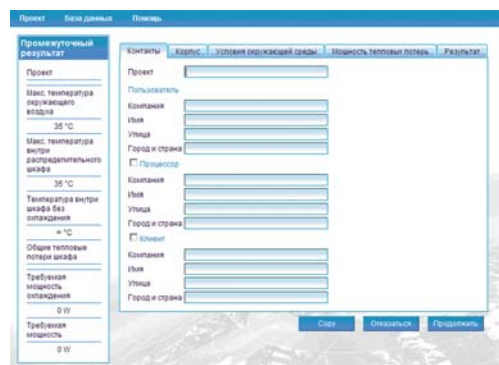 Проект База данных Помощь
Промежуточный
результат
Проект
Макс. температура
окружающего
воздуха
35 °C
Макс. температура
внутри
распределительного
шкафа
35 °C
Температура внутри
шкафа без
охлаждения
= °C
Общие тепловые
потери шкафа
Требуемая
мощность
охлаждения
0 W
Требуемая
мощность
0 W
Контакты Корпус Условия окружающей среды Мощность тепловых потерь Результат
Проект
Пользователь
Компания
Имя
Улица
Город и страна
Процессор
Компания
Имя
Улица
Город и страна
Клиент
Компания
Имя
Улица
Город и страна
Copy Отказаться Продолжить